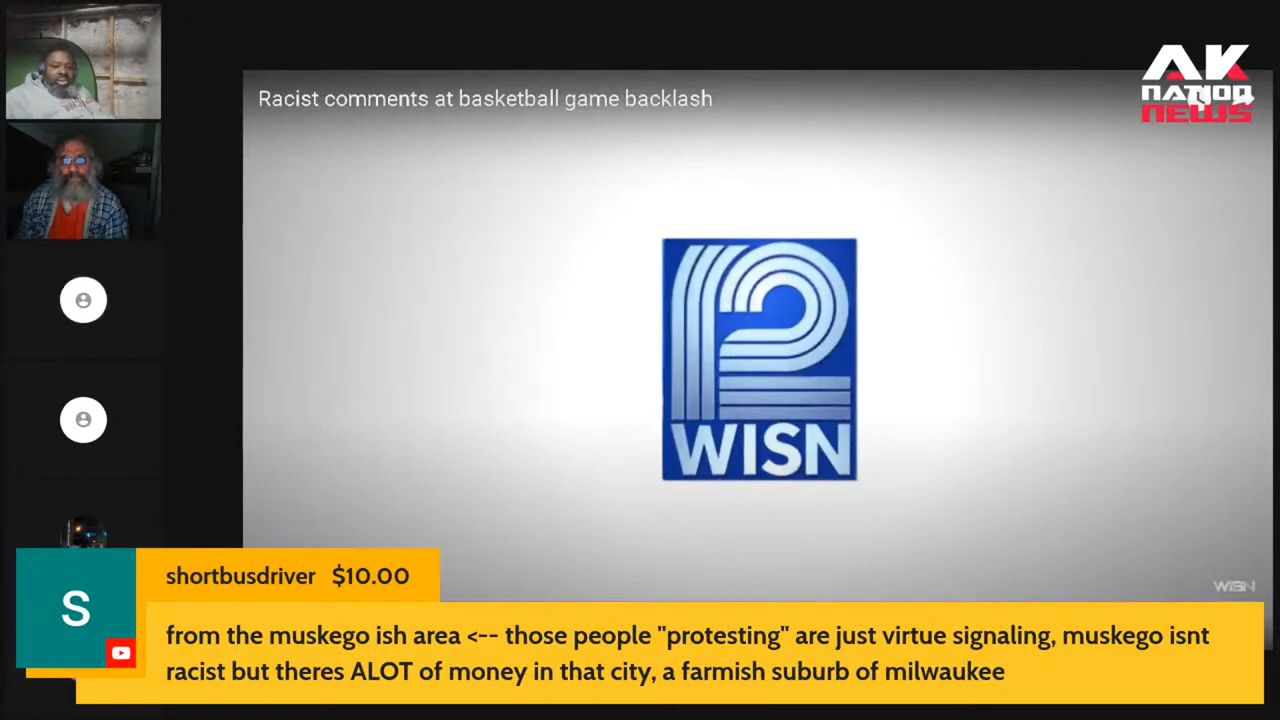 Racist comments at basketball game backlash
AK
NATION
NEWS
12
WISN
WISN
shortbusdriver $10.00
S
from the muskego ish area <-- those people "protesting" are just virtue signaling, muskego isnt
racist but theres ALOT of money in that city, a farmish suburb of milwaukee